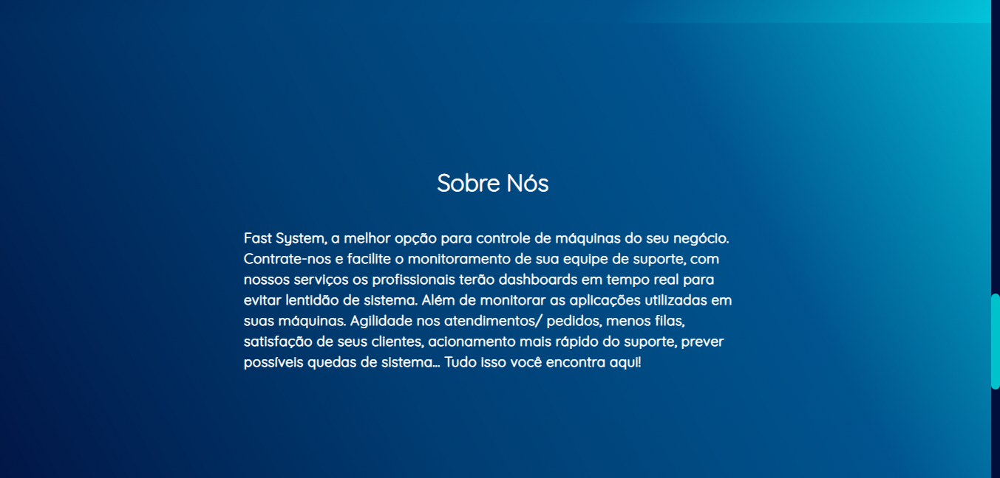 Sobre Nós
Fast System, a melhor opção para controle de máquinas do seu negócio.
Contrate-nos e facilite o monitoramento de sua equipe de suporte, com
nossos serviços os profissionais terão dashboards em tempo real para
evitar lentidão de sistema. Além de monitorar as aplicações utilizadas em
suas máquinas. Agilidade nos atendimentos/ pedidos, menos filas,
satisfação de seus clientes, acionamento mais rápido do suporte, prever
possíveis quedas de sistema... Tudo isso você encontra aqui!